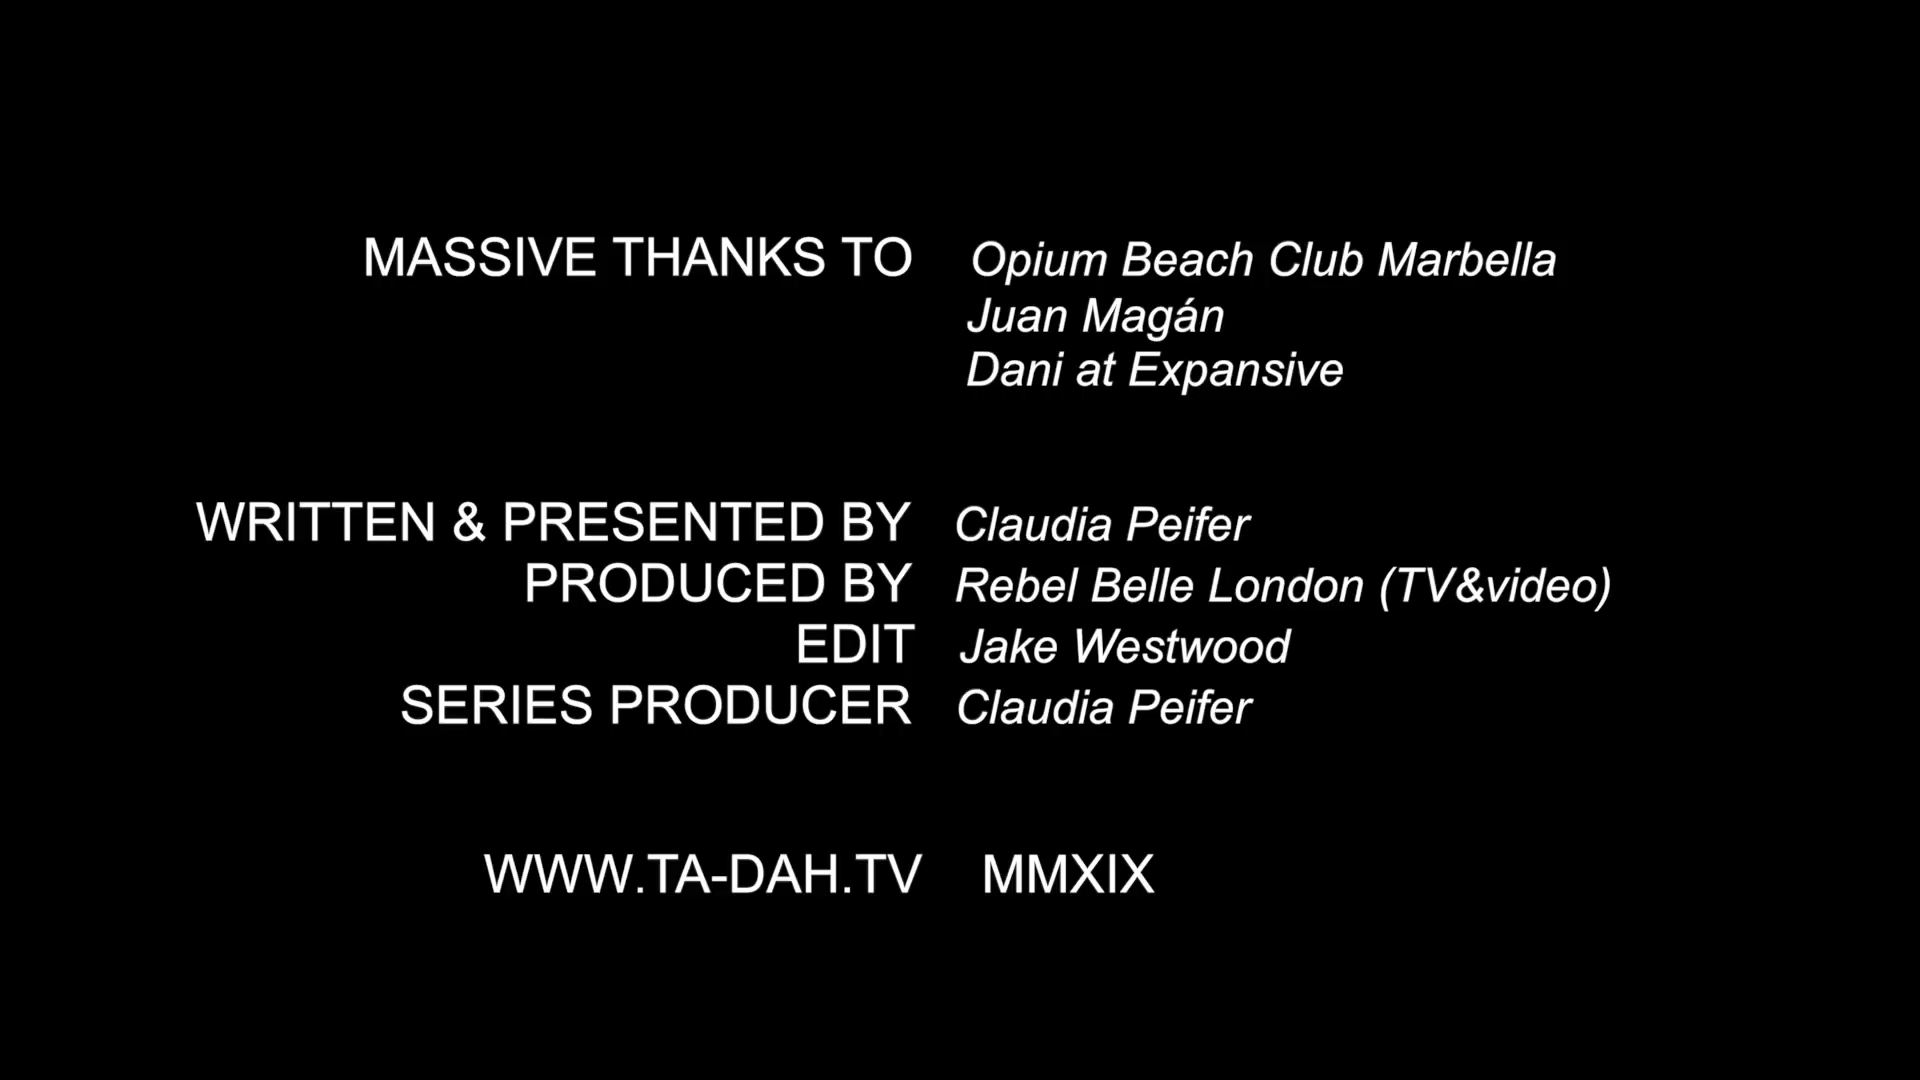 MASSIVE THANKS TO Opium Beach Club Marbella
Juan Magán
Dani at Expansive
WRITTEN & PRESENTED BY Claudia Peifer
PRODUCED BY Rebel Belle London (TV&video)
EDIT Jake Westwood
SERIES PRODUCER Claudia Peifer
WWW.TA-DAH.TV MMXIX